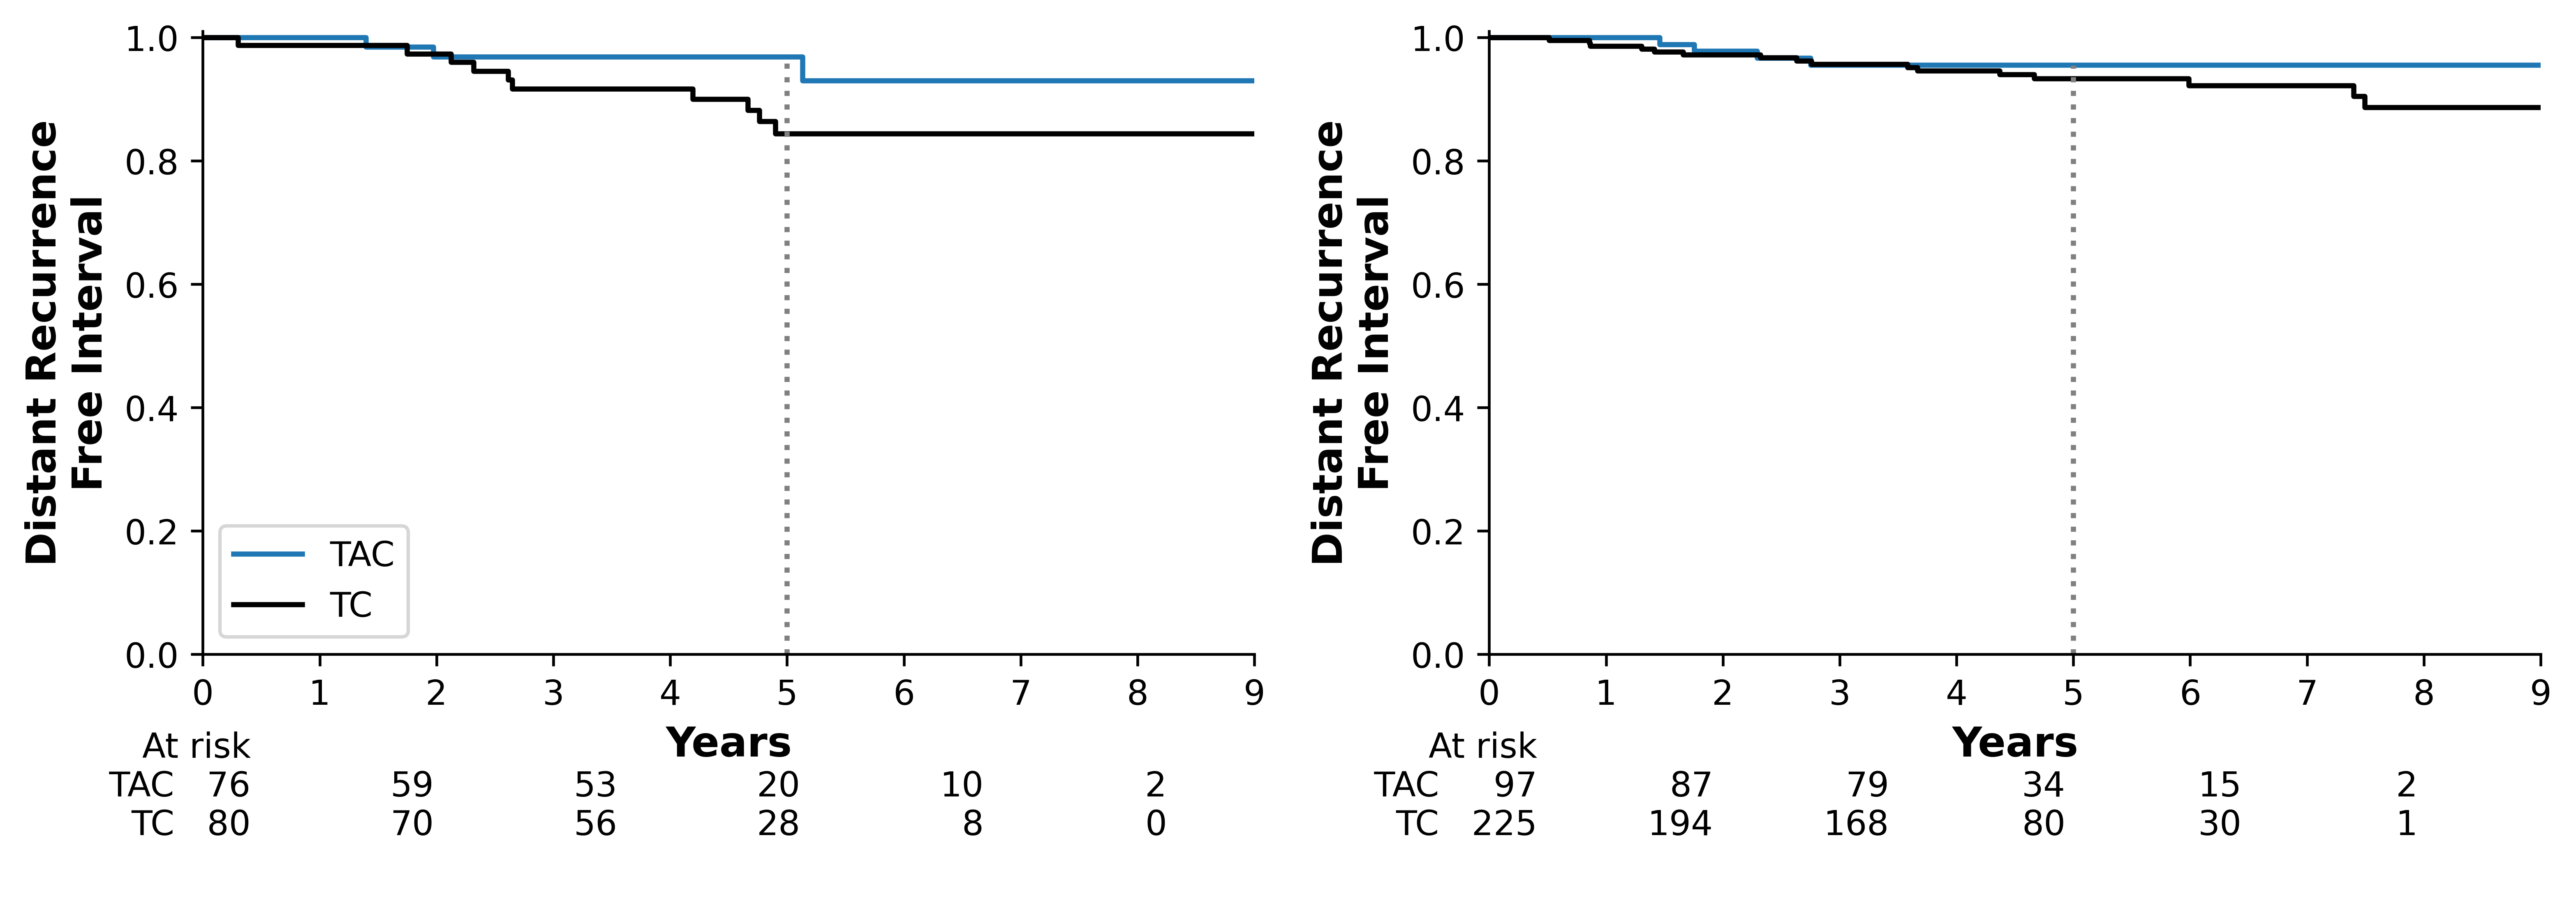 Distant Recurrence
Free Interval
1.0
0.8
0.6
0.4
0.2
0.0
TAC
TC
0 1 2 3 4 5 6 7 8 9
Years
At risk
TAC 76 59 53 20 10 2
TC 80 70 56 28 8 0
Distant Recurrence
Free Interval
1.0
0.8
0.6
0.4
0.2
0.0
0 1 2 3 4 5 6 7 8 9
Years
At risk
TAC 97 87 79 34 15 2
TC 225 194 168 80 30 1